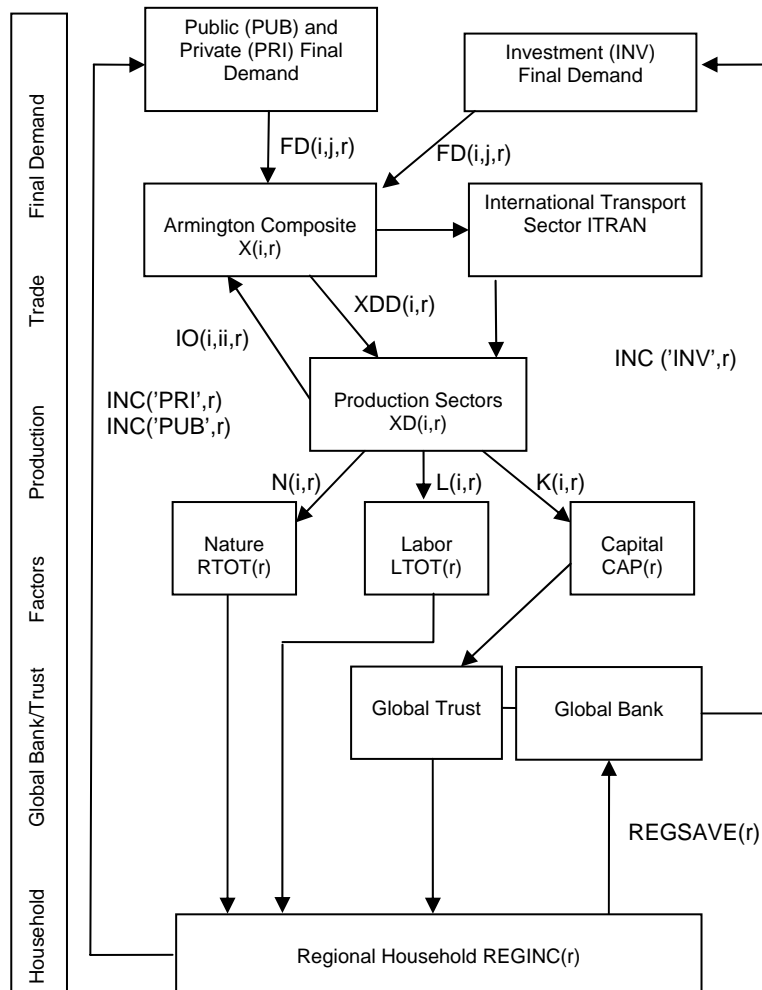 Public (PUB) and
Private (PRI) Final
Demand
Investment (INV)
Final Demand
Final Demand
FD(i,j,r)
FD(i,j,r)
Armington Composite
X(i,r)
International Transport
Sector ITRAN
Trade
XDD(i,r)
IO(i,ii,r)
INC ('INV',r)
Production Sectors
XD(i,r)
INC('PRI',r)
INC('PUB',r)
Production
N(i,r)
L(i,r)
K(i,r)
Nature
RTOT(r)
Labor
LTOT(r)
Capital
CAP(r)
Factors
Global Trust
Global Bank
Global Bank/Trust
REGSAVE(r)
Regional Household REGINC(r)
Household